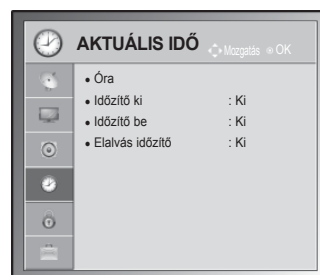 AKTUÁLIS IDŐ Mozgatás OK
• Óra
• Időzítő ki : Ki
• Időzítő be : Ki
• Elalvás időzítő : Ki